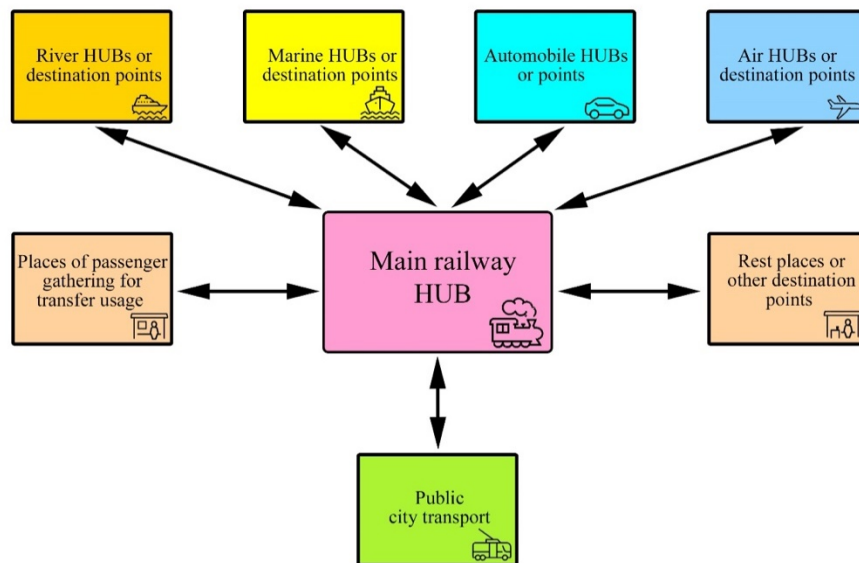 River HUBs or
destination points
Marine HUBs or
destination points
Automobile HUBs
or points
Air HUBs or
destination points
Places of passenger
gathering for
transfer usage
Main railway
HUB
Rest places or
other destination
points
Public
city transport